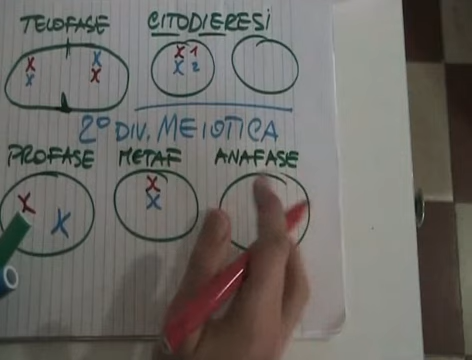 TELOFASE CITODIERESI
1
2
2° DIV. MEIOTICA
PROFASE METAF ANAFASE